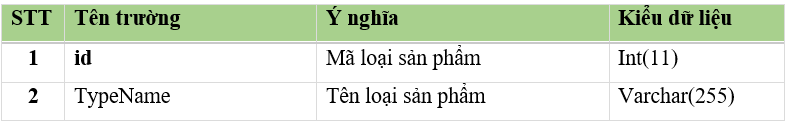 STT Tên trường Ý nghĩa Kiểu dữ liệu
1 id Mã loại sản phẩm Int(11)
2 TypeName Tên loại sản phẩm Varchar(255)